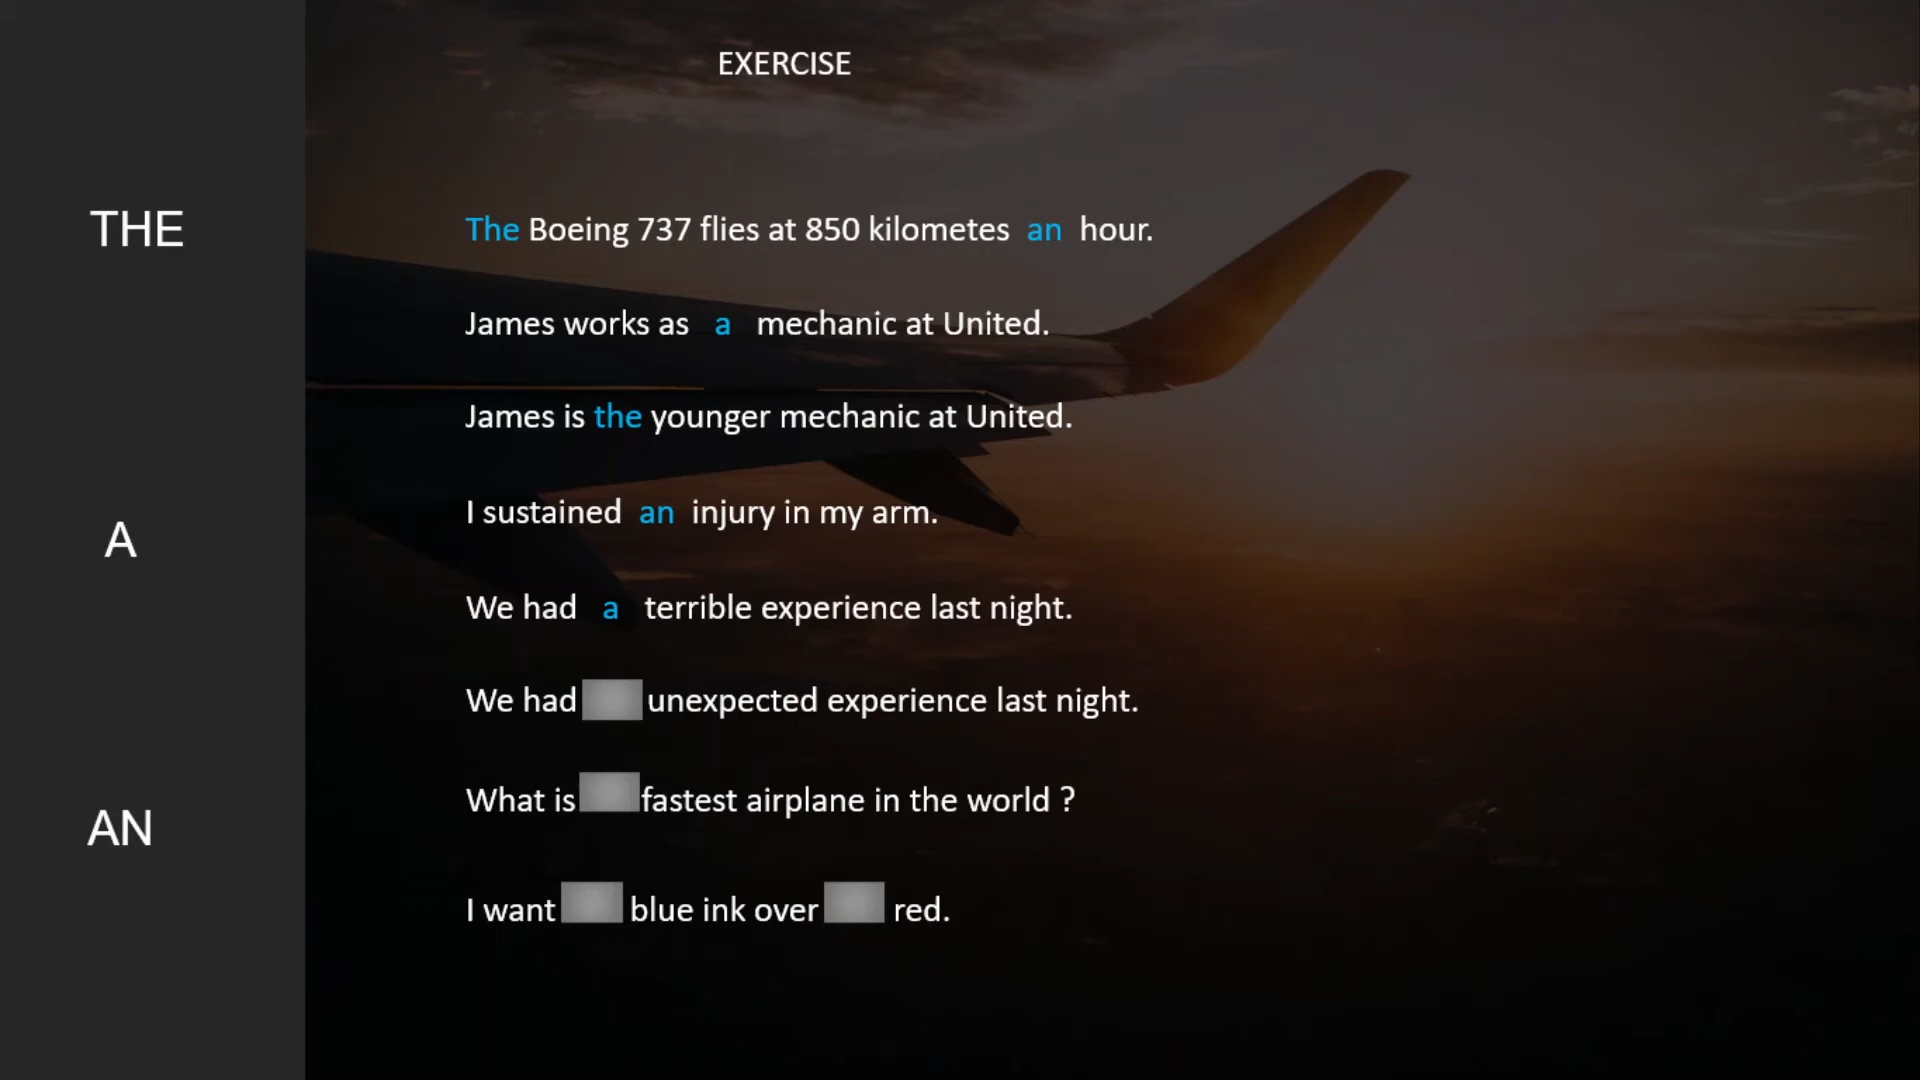 EXERCISE
THE
The Boeing 737 flies at 850 kilometes an hour.
James works as a mechanic at United.
James is the younger mechanic at United.
A
I sustained an injury in my arm.
We had a terrible experience last night.
We had unexpected experience last night.
AN
What is fastest airplane in the world ?
I want blue ink over red.